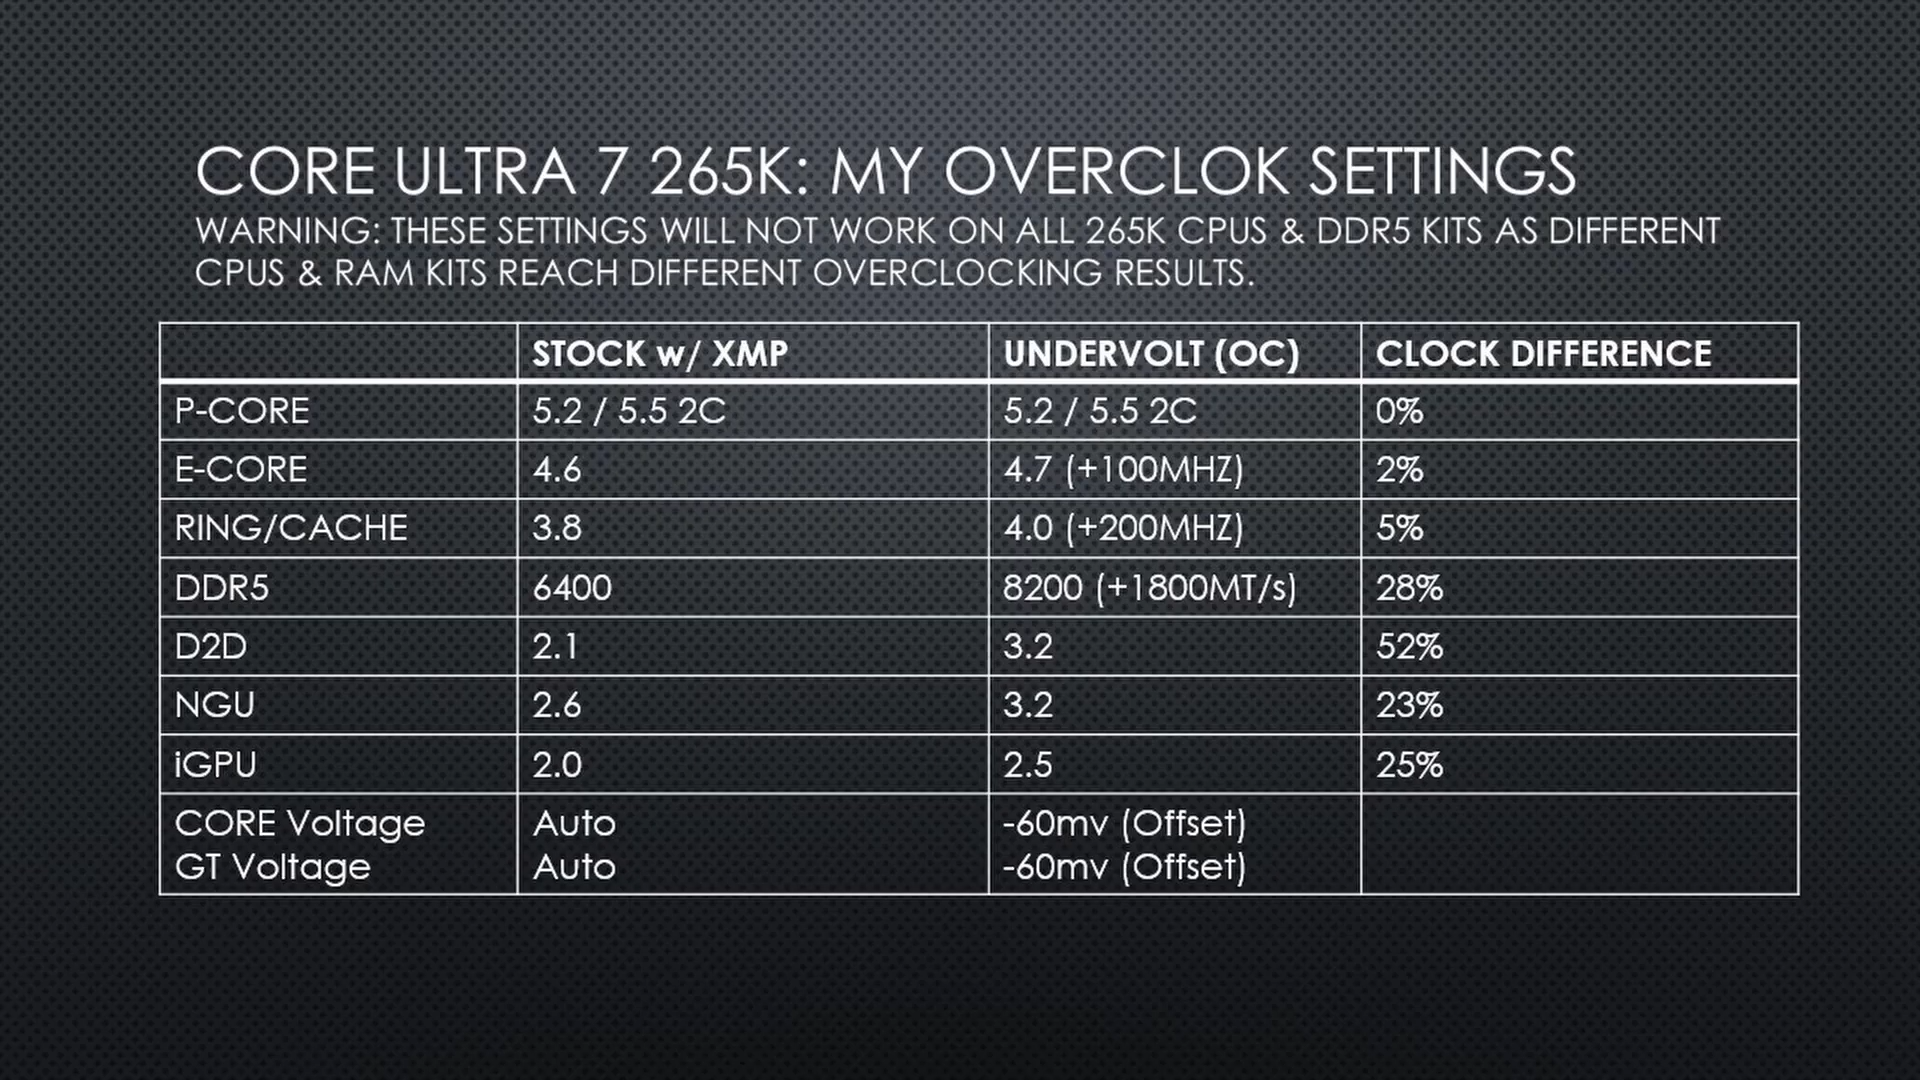 CORE ULTRA 7 265K: MY OVERCLOK SETTINGS
WARNING: THESE SETTINGS WILL NOT WORK ON ALL 265K CPUS & DDR5 KITS AS DIFFERENT
CPUS & RAM KITS REACH DIFFERENT OVERCLOCKING RESULTS.
STOCK w/ XMP UNDERVOLT (OC) CLOCK DIFFERENCE
P-CORE 5.2 / 5.5 2C 5.2 / 5.5 2C 0%
E-CORE 4.6 4.7 (+100MHZ) 2%
RING/CACHE 3.8 4.0 (+200MHZ) 5%
DDR5 6400 8200 (+1800MT/s) 28%
D2D 2.1 3.2 52%
NGU 2.6 3.2 23%
iGPU 2.0 2.5 25%
CORE Voltage Auto -60mv (Offset)
GT Voltage Auto -60mv (Offset)